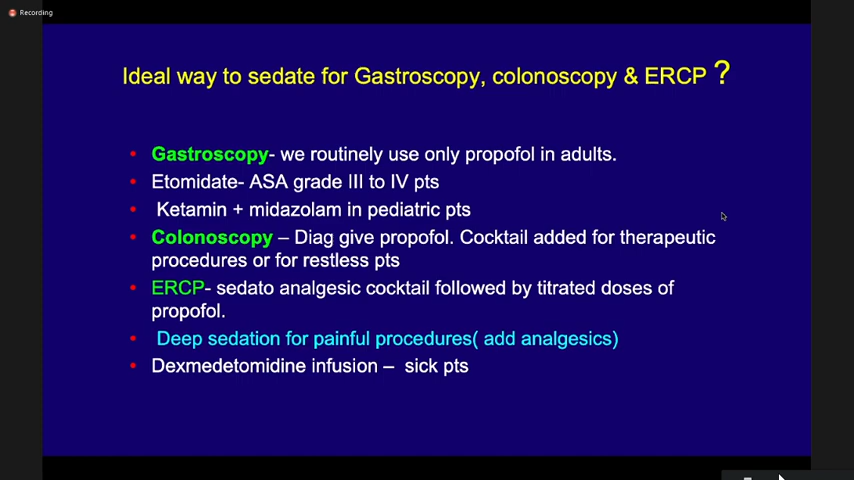 Recording
Ideal way to sedate for Gastroscopy, colonoscopy & ERCP ?
• Gastroscopy- we routinely use only propofol in adults.
• Etomidate- ASA grade III to IV pts
• Ketamin + midazolam in pediatric pts
• Colonoscopy – Diag give propofol. Cocktail added for therapeutic
procedures or for restless pts
• ERCP- sedato analgesic cocktail followed by titrated doses of
propofol.
• Deep sedation for painful procedures( add analgesics)
• Dexmedetomidine infusion – sick pts